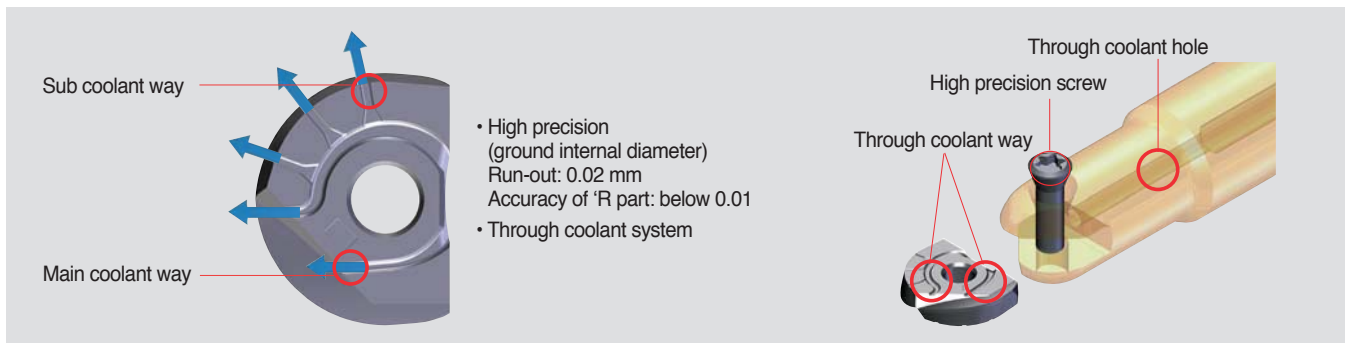 Sub coolant way
Main coolant way
• High precision
(ground internal diameter)
Run-out: 0.02 mm
Accuracy of ‘R part: below 0.01
• Through coolant system
Through coolant hole
High precision screw
Through coolant way